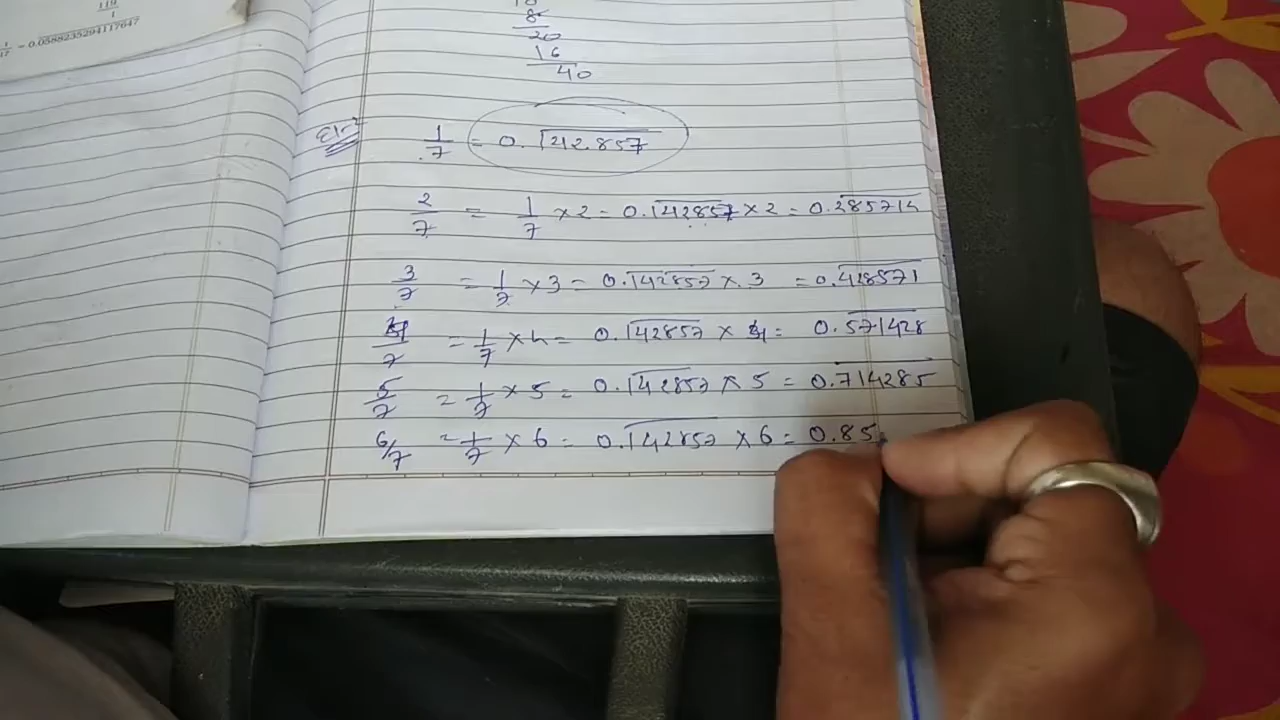 119
1
1/17 = 0.0588235294117647
8
20
16
40
1/7 = 0.142857
2/7 = 1/7 × 2 = 0.142857 × 2 = 0.285714
3/7 = 1/7 × 3 = 0.142857 × 3 = 0.428571
4/7 = 1/7 × 4 = 0.142857 × 4 = 0.571428
5/7 = 1/7 × 5 = 0.142857 × 5 = 0.714285
6/7 = 1/7 × 6 = 0.142857 × 6 = 0.85